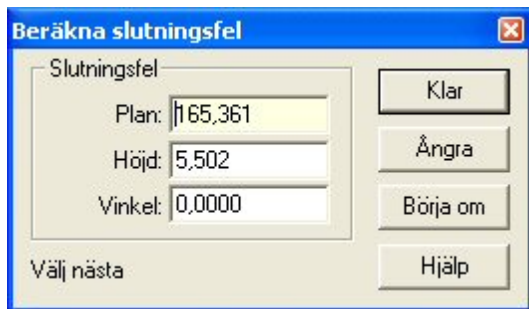 Beräkna slutningsfel
Slutningsfel
Plan: 165,361
Höjd: 5,502
Vinkel: 0,0000
Välj nästa
Klar
Ångra
Börja om
Hjälp